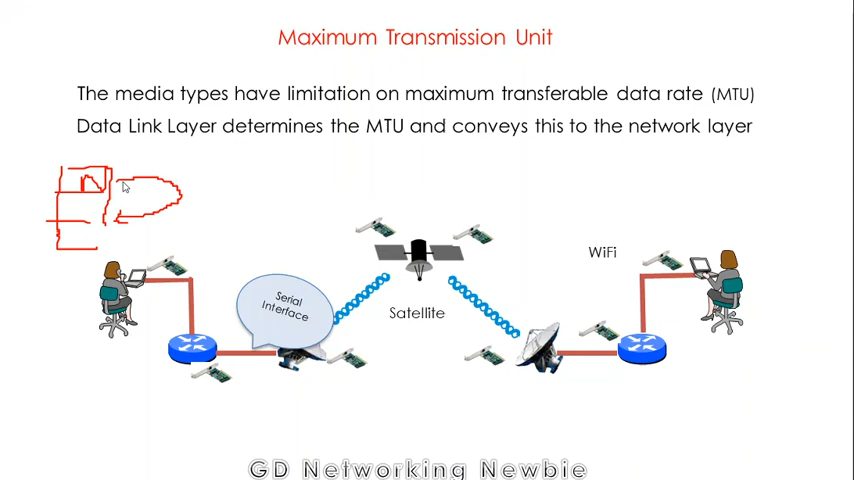 Maximum Transmission Unit
The media types have limitation on maximum transferable data rate (MTU)
Data Link Layer determines the MTU and conveys this to the network layer
WiFi
Serial
Interface
Satellite
GD Networking Newbie